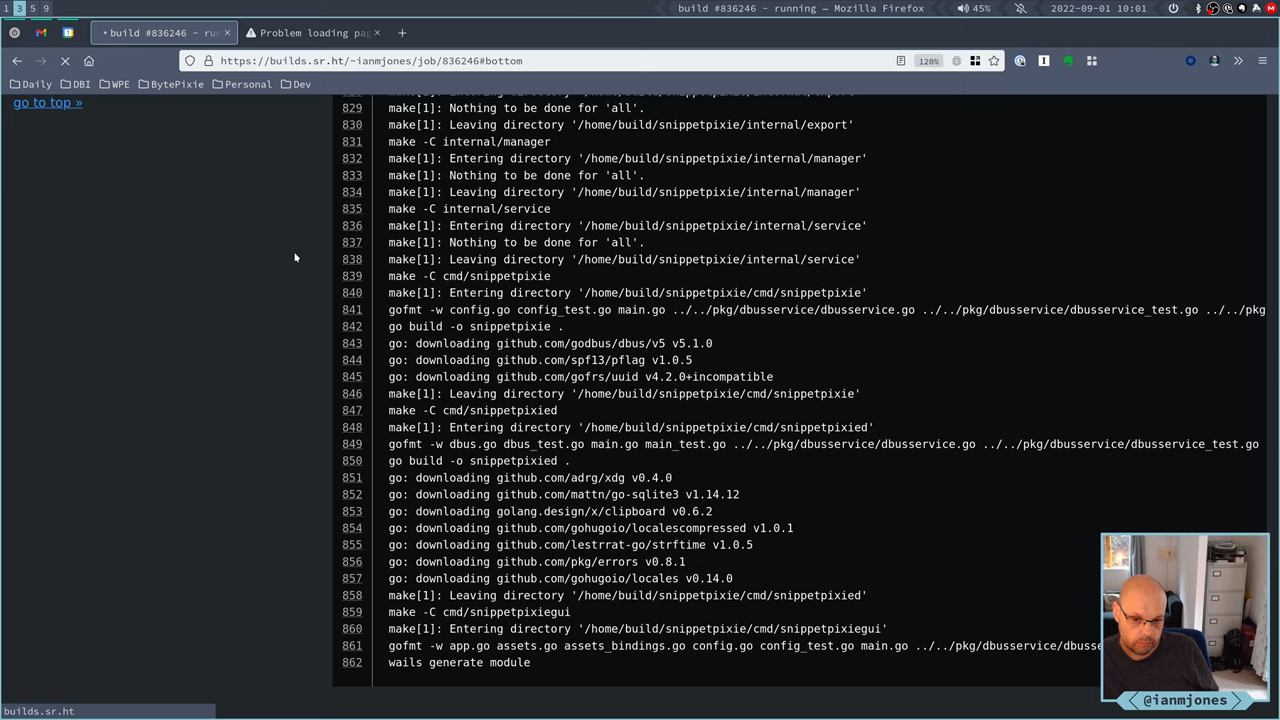 1 3 5 9
build #836246 - running — Mozilla Firefox
45%
2022-09-01 10:01
build #836246 - run
Problem loading pag
https://builds.sr.ht/~ianmjones/job/836246#bottom
120%
Daily
DBI
WPE
BytePixie
Personal
Dev
go to top »
829 make[1]: Nothing to be done for 'all'.
830 make[1]: Leaving directory '/home/build/snippetpixie/internal/export'
831 make -C internal/manager
832 make[1]: Entering directory '/home/build/snippetpixie/internal/manager'
833 make[1]: Nothing to be done for 'all'.
834 make[1]: Leaving directory '/home/build/snippetpixie/internal/manager'
835 make -C internal/service
836 make[1]: Entering directory '/home/build/snippetpixie/internal/service'
837 make[1]: Nothing to be done for 'all'.
838 make[1]: Leaving directory '/home/build/snippetpixie/internal/service'
839 make -C cmd/snippetpixie
840 make[1]: Entering directory '/home/build/snippetpixie/cmd/snippetpixie'
841 gofmt -w config.go config_test.go main.go ../../pkg/dbusservice/dbusservice.go ../../pkg/dbusservice/dbusservice_test.go ../../pkg
842 go build -o snippetpixie .
843 go: downloading github.com/godbus/dbus/v5 v5.1.0
844 go: downloading github.com/spf13/pflag v1.0.5
845 go: downloading github.com/gofrs/uuid v4.2.0+incompatible
846 make[1]: Leaving directory '/home/build/snippetpixie/cmd/snippetpixie'
847 make -C cmd/snippetpixied
848 make[1]: Entering directory '/home/build/snippetpixie/cmd/snippetpixied'
849 gofmt -w dbus.go dbus_test.go main.go main_test.go ../../pkg/dbusservice/dbusservice.go ../../pkg/dbusservice/dbusservice_test.go
850 go build -o snippetpixied .
851 go: downloading github.com/adrg/xdg v0.4.0
852 go: downloading github.com/mattn/go-sqlite3 v1.14.12
853 go: downloading golang.design/x/clipboard v0.6.2
854 go: downloading github.com/gohugoio/localescompressed v1.0.1
855 go: downloading github.com/lestrrat-go/strftime v1.0.5
856 go: downloading github.com/pkg/errors v0.8.1
857 go: downloading github.com/gohugoio/locales v0.14.0
858 make[1]: Leaving directory '/home/build/snippetpixie/cmd/snippetpixied'
859 make -C cmd/snippetpixiegui
860 make[1]: Entering directory '/home/build/snippetpixie/cmd/snippetpixiegui'
861 gofmt -w app.go assets.go assets_bindings.go config.go config_test.go main.go ../../pkg/dbusservice/dbuss
862 wails generate module
@ianmjones
builds.sr.ht